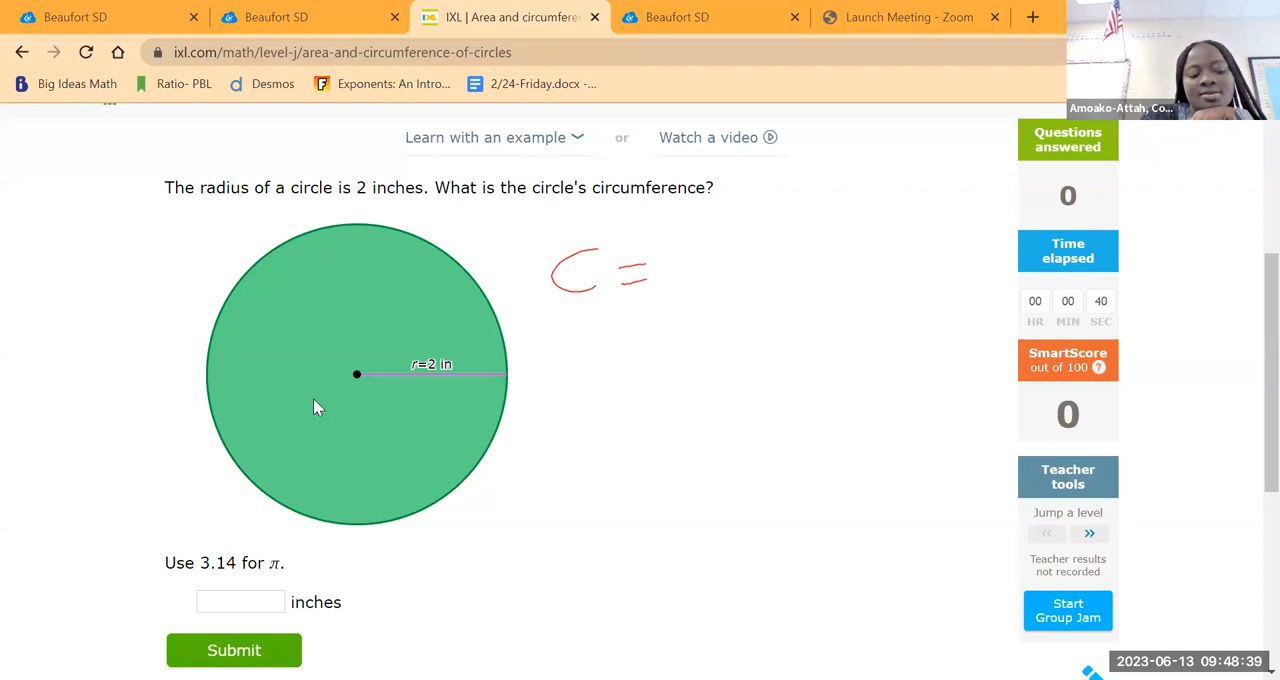 Beaufort SD
Beaufort SD
IXL | Area and circumferen
Beaufort SD
Launch Meeting - Zoom
ixl.com/math/level-j/area-and-circumference-of-circles
Big Ideas Math
Ratio- PBL
Desmos
Exponents: An Intro...
2/24-Friday.docx -...
Amoako-Attah, Co...
Learn with an example
or
Watch a video
The radius of a circle is 2 inches. What is the circle's circumference?
C =
r=2 in
Use 3.14 for π.
inches
Submit
Questions
answered
0
Time
elapsed
00 00 40
HR MIN SEC
SmartScore
out of 100 ?
0
Teacher
tools
Jump a level
<< >>
Teacher results
not recorded
Start
Group Jam
2023-06-13 09:48:39